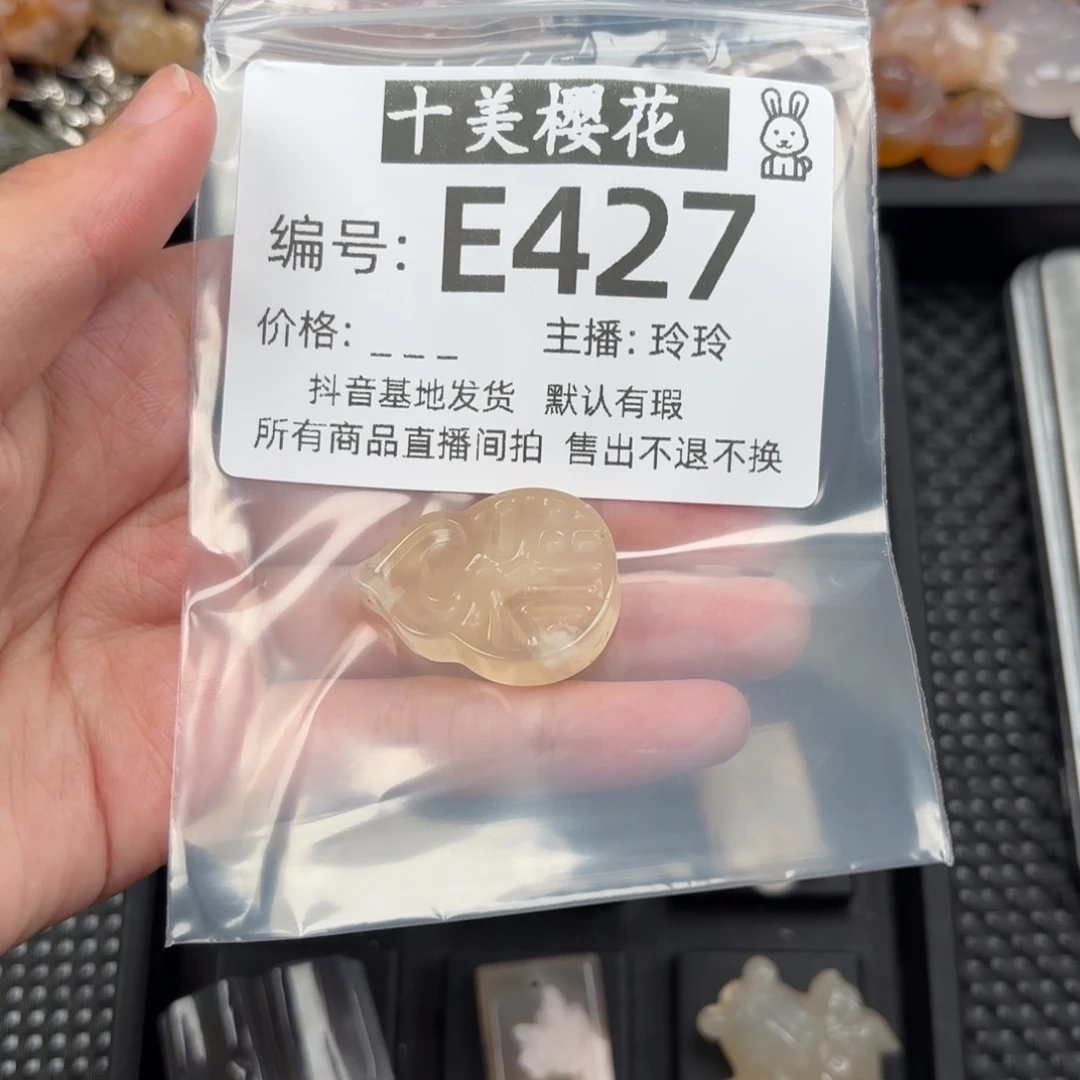 十美樱花
编号: E427
价格: _ _ _ 主播: 玲玲
抖音基地发货 默认有瑕
所有商品直播间拍 售出不退不换